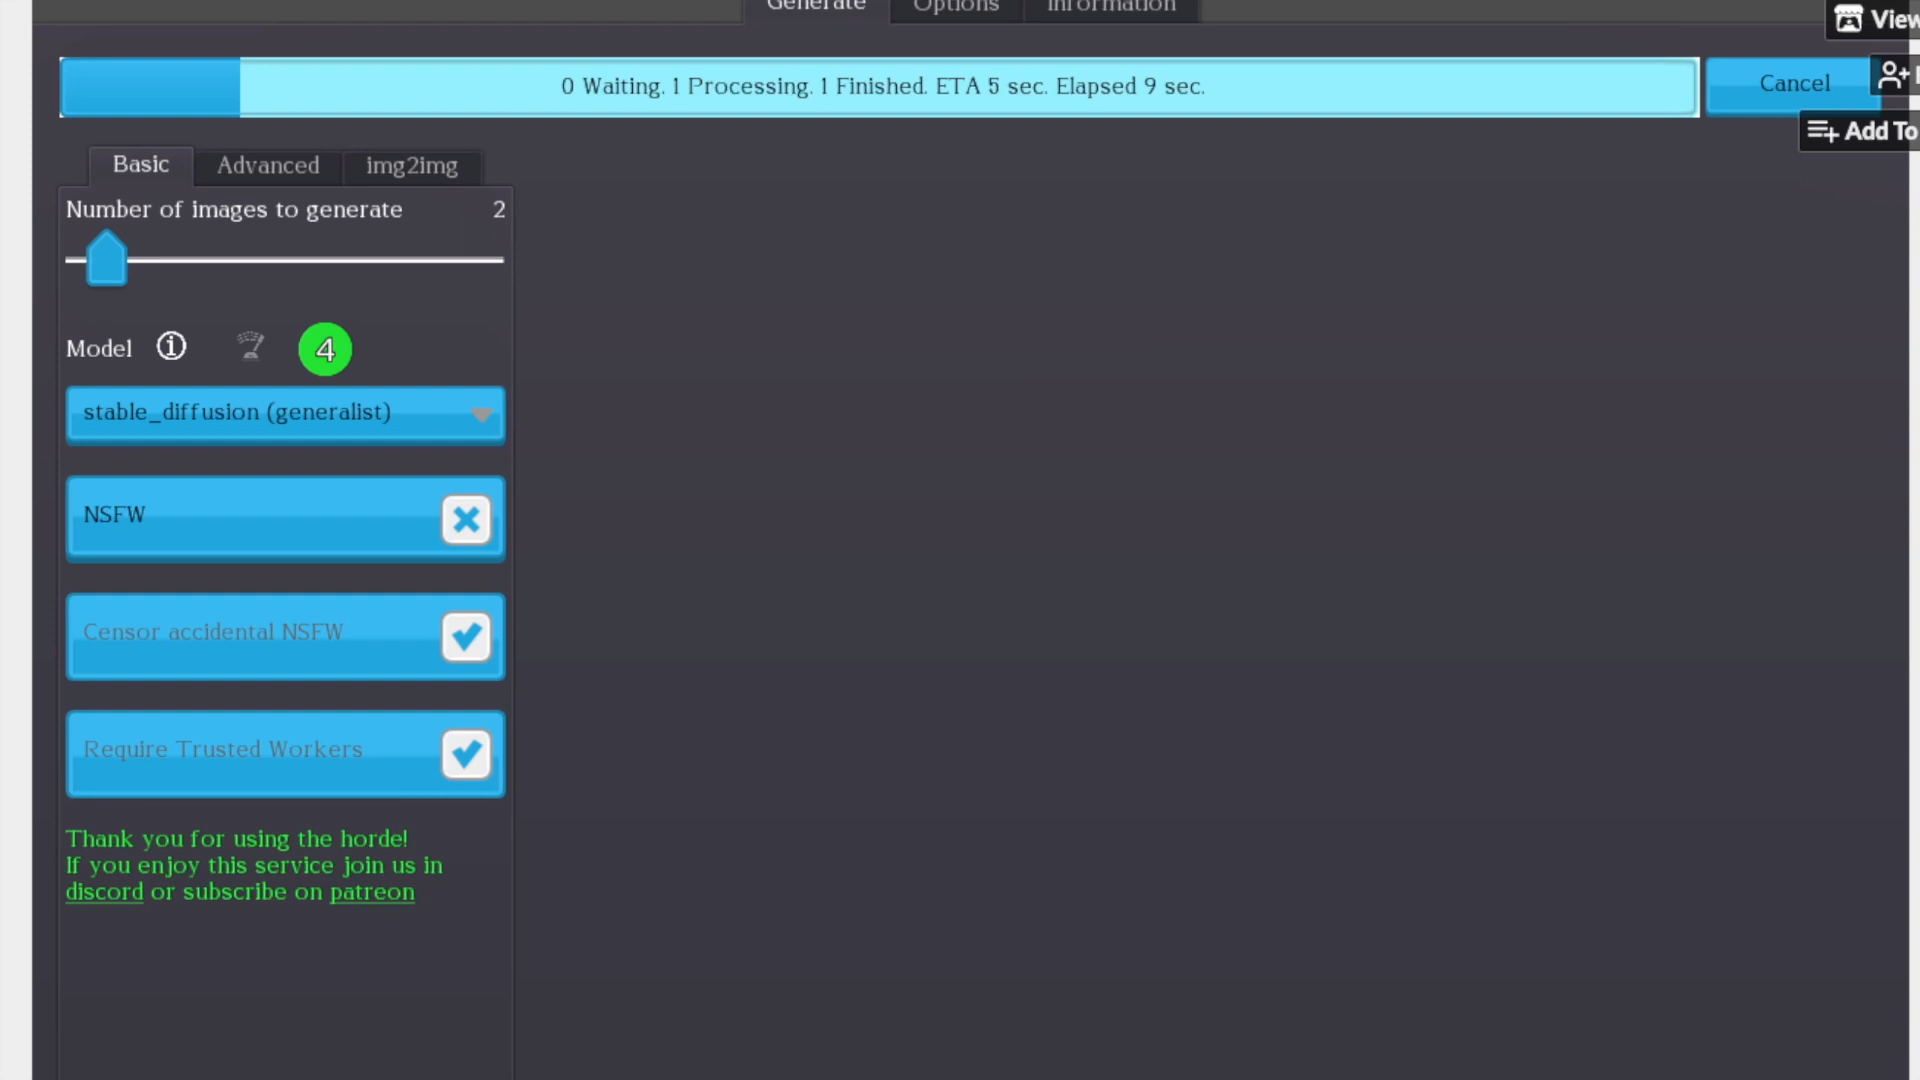 Generate Options Information
View
0 Waiting. 1 Processing. 1 Finished. ETA 5 sec. Elapsed 9 sec.
Cancel
Add To
Basic Advanced img2img
Number of images to generate 2
Model 4
stable_diffusion (generalist)
NSFW
Censor accidental NSFW
Require Trusted Workers
Thank you for using the horde!
If you enjoy this service join us in
discord or subscribe on patreon